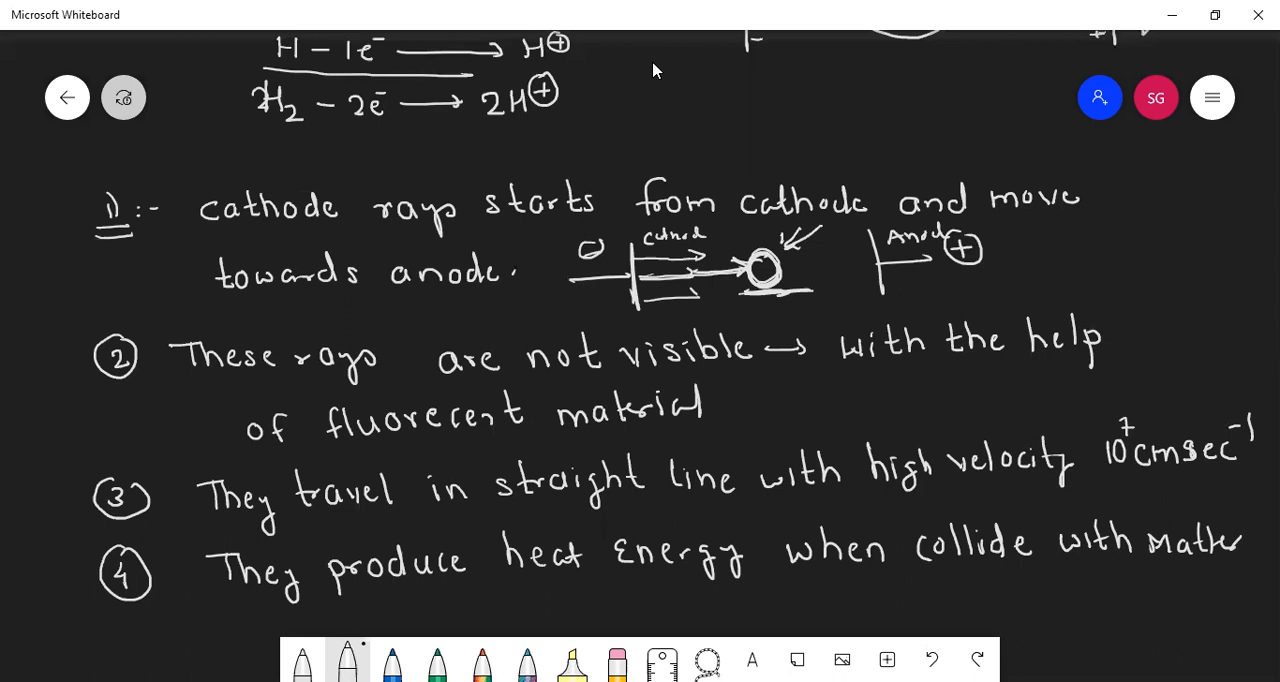 Microsoft Whiteboard
H - 1e⁻ ⟶ H⊕
H₂ - 2e⁻ ⟶ 2H⊕
SG
1) :- cathode rays starts from cathode and move
towards anode.
⊖ Cathod
Anod ⊕
② These rays are not visible → with the help
of fluorecent material
③ They travel in straight line with high velocity 10⁷ cmsec⁻¹
④ They produce heat Energy when collide with Matter
A